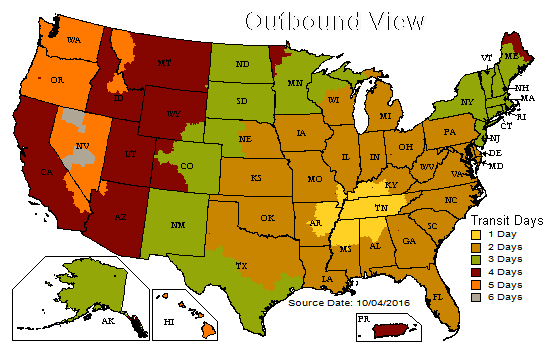 Outbound View
WA
OR
CA
NV
ID
MT
WY
UT
AZ
CO
NM
ND
SD
NE
KS
OK
TX
MN
IA
MO
AR
LA
WI
IL
MI
IN
OH
KY
TN
MS
AL
GA
FL
SC
NC
VA
WV
PA
NY
VT
ME
NH
MA
RI
CT
NJ
DE
MD
AK
HI
PR
Transit Days
1 Day
2 Days
3 Days
4 Days
5 Days
6 Days
Source Date: 10/04/2016